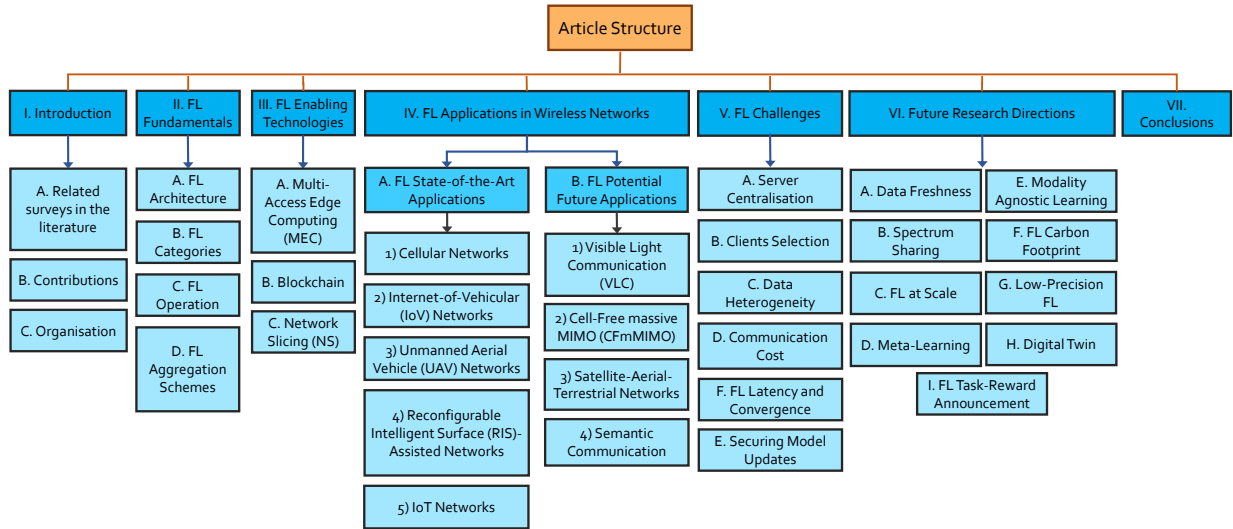 Article Structure
I. Introduction
II. FL
Fundamentals
III. FL Enabling
Technologies
IV. FL Applications in Wireless Networks
V. FL Challenges
VI. Future Research Directions
VII.
Conclusions
A. Related
surveys in the
literature
B. Contributions
C. Organisation
A. FL
Architecture
B. FL
Categories
C. FL
Operation
D. FL
Aggregation
Schemes
A. Multi-
Access Edge
Computing
(MEC)
B. Blockchain
C. Network
Slicing (NS)
A. FL State-of-the-Art
Applications
1) Cellular Networks
2) Internet-of-Vehicular
(IoV) Networks
3) Unmanned Aerial
Vehicle (UAV) Networks
4) Reconfigurable
Intelligent Surface (RIS)-
Assisted Networks
5) IoT Networks
B. FL Potential
Future Applications
1) Visible Light
Communication
(VLC)
2) Cell-Free massive
MIMO (CFmMIMO)
3) Satellite-Aerial-
Terrestrial Networks
4) Semantic
Communication
A. Server
Centralisation
B. Clients Selection
C. Data
Heterogeneity
D. Communication
Cost
F. FL Latency and
Convergence
E. Securing Model
Updates
A. Data Freshness
B. Spectrum
Sharing
C. FL at Scale
D. Meta-Learning
E. Modality
Agnostic Learning
F. FL Carbon
Footprint
G. Low-Precision
FL
H. Digital Twin
I. FL Task-Reward
Announcement